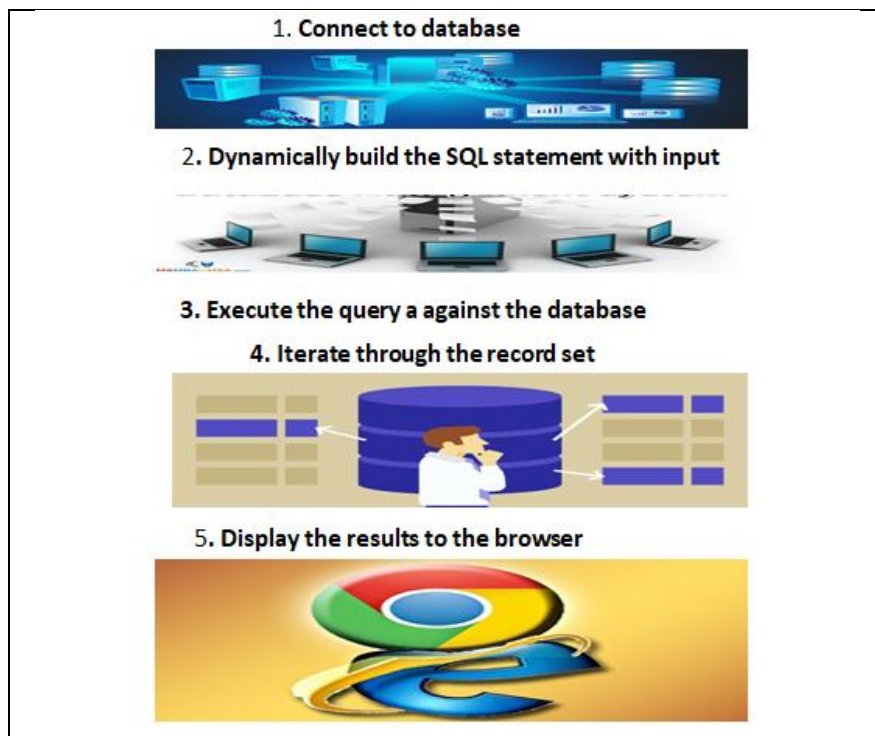 1. Connect to database
2. Dynamically build the SQL statement with input
3. Execute the query a against the database
4. Iterate through the record set
5. Display the results to the browser